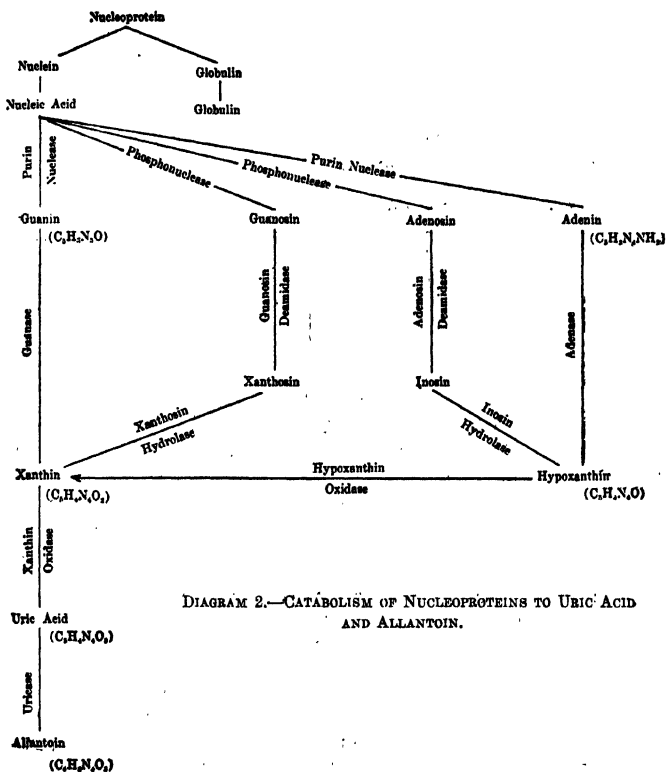 Nucleoprotein
Nuclein
Globulin
Nucleic Acid
Globulin
Purin
Nuclease
Phosphonuclease
Phosphonuclease
Purin Nuclease
Guanin
(C₅H₅N₅O)
Guanosin
Adenosin
Adenin
(C₅H₃N₄NH₂)
Guanase
Guanosin
Deamidase
Adenosin
Deamidase
Adenase
Xanthosin
Inosin
Xanthosin
Hydrolase
Inosin
Hydrolase
Xanthin
(C₅H₄N₄O₂)
Hypoxanthin
Oxidase
Hypoxanthin
(C₅H₄N₄O)
Xanthin
Oxidase
DIAGRAM 2.—CATABOLISM OF NUCLEOPROTEINS TO URIC ACID
AND ALLANTOIN.
Uric Acid
(C₅H₄N₄O₃)
Uricase
Allantoin
(C₄H₆N₄O₃)